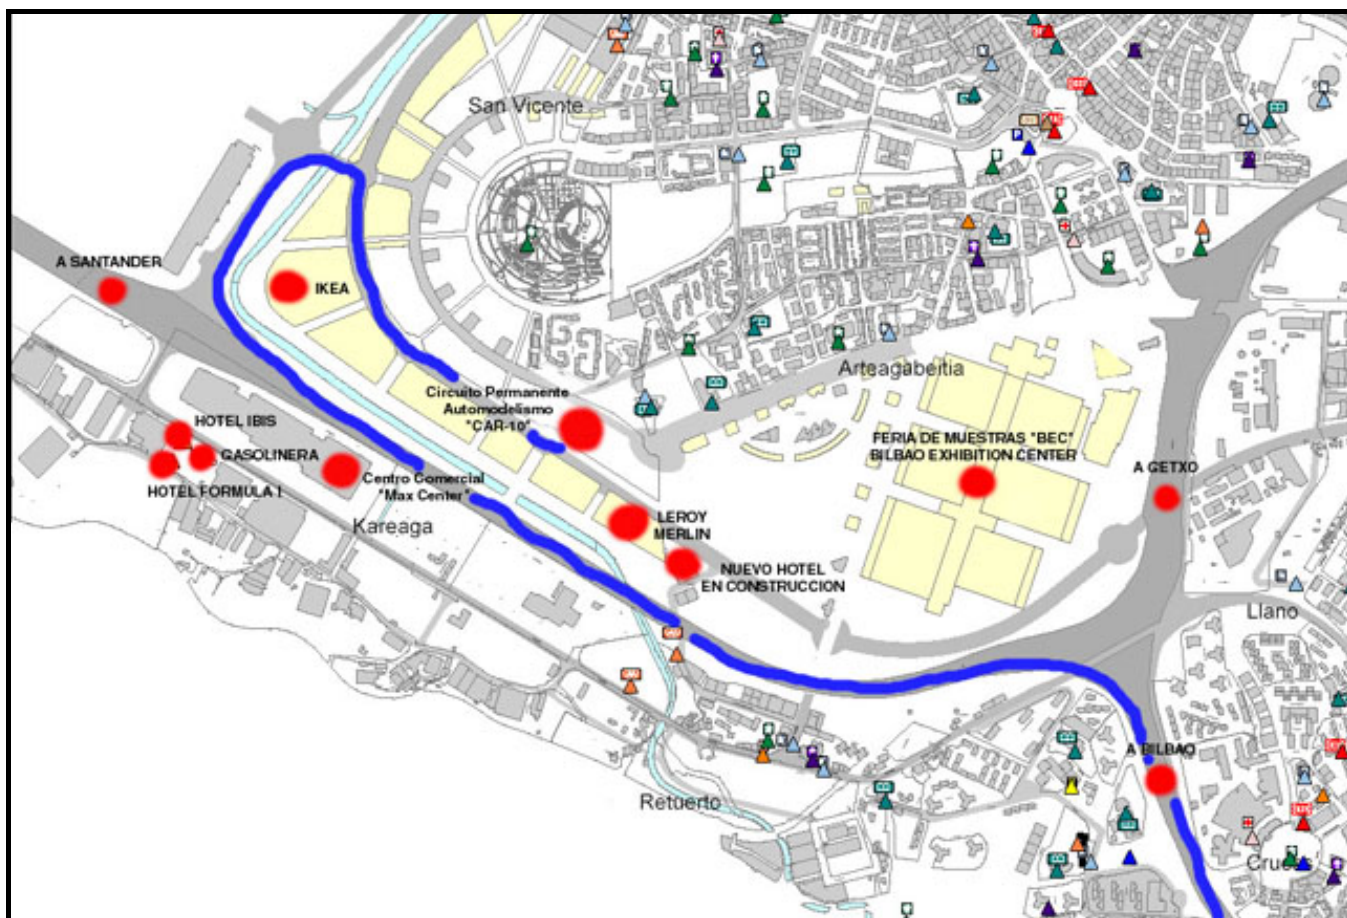 San Vicente
A SANTANDER
IKEA
Arteagabeitia
Circuito Permanente
Automodelismo
"CAR-10"
HOTEL IBIS
GASOLINERA
HOTEL FORMULA I
Centro Comercial
"Max Center"
Kareaga
FERIA DE MUESTRAS "BEC"
BILBAO EXHIBITION CENTER
A GETXO
LEROY
MERLIN
NUEVO HOTEL
EN CONSTRUCCION
Llano
A BILBAO
Retuerto
Cruces